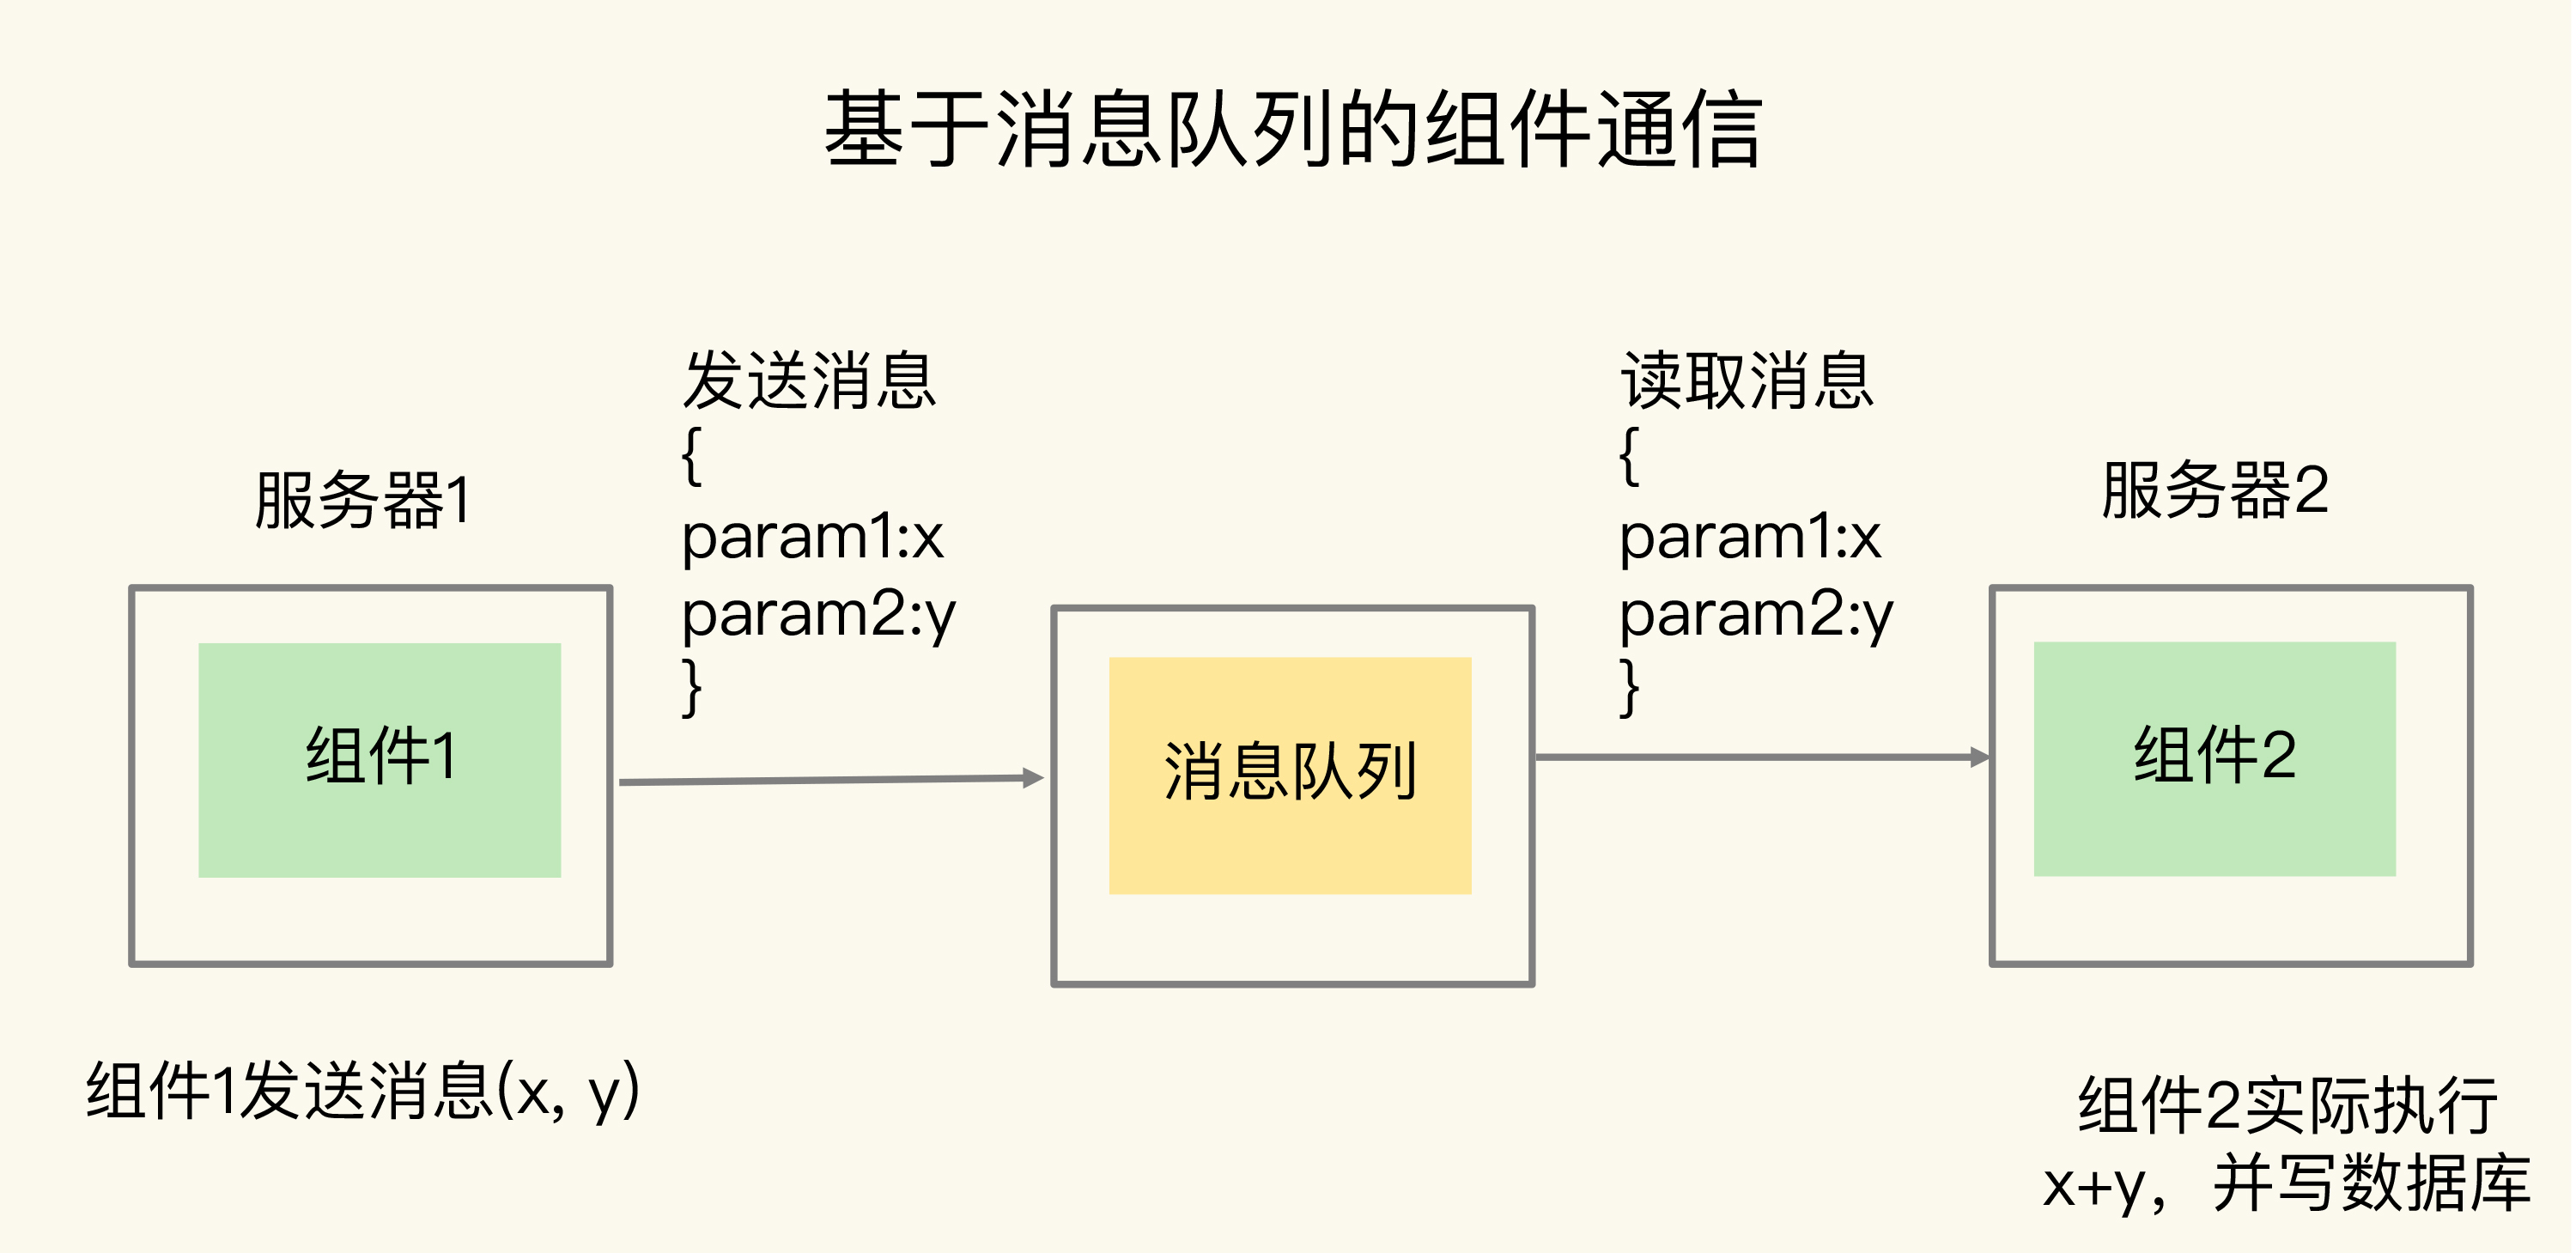 基于消息队列的组件通信
发送消息
{
param1:x
param2:y
}
读取消息
{
param1:x
param2:y
}
服务器1
服务器2
组件1
消息队列
组件2
组件1发送消息(x, y)
组件2实际执行
x+y，并写数据库